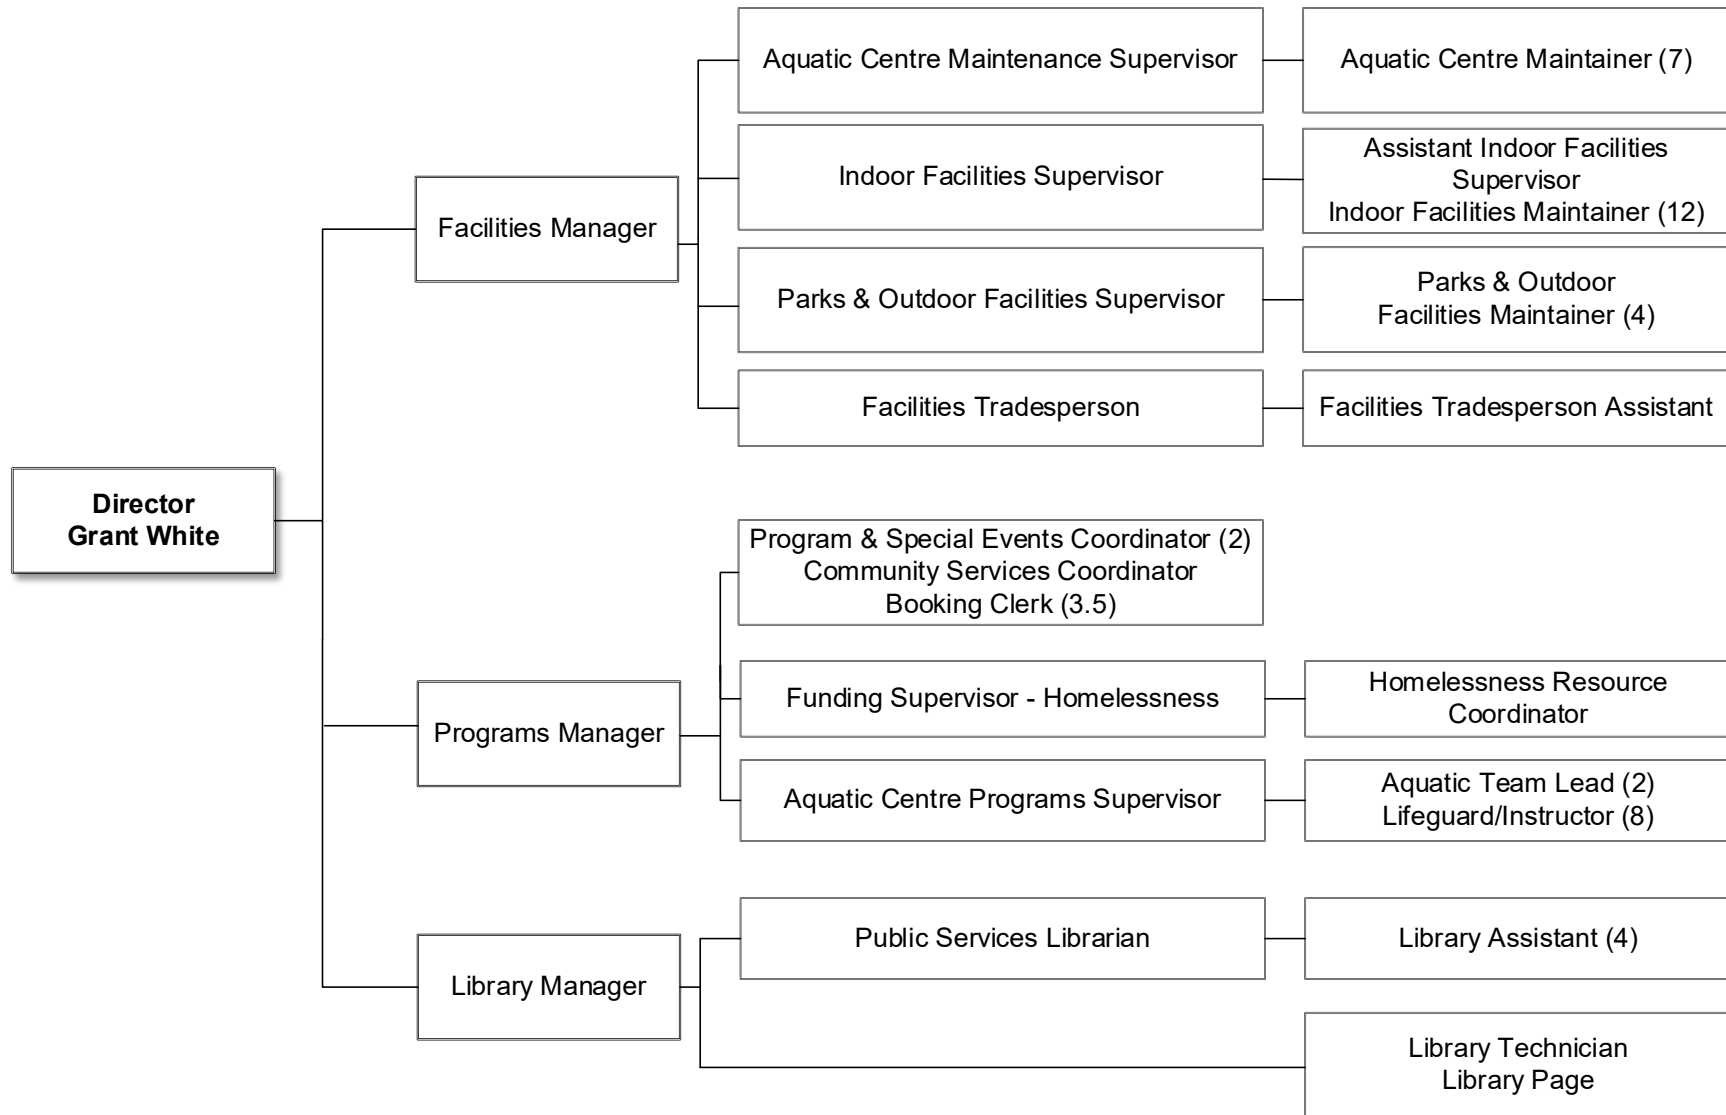 Director
Grant White
Facilities Manager
Aquatic Centre Maintenance Supervisor
Aquatic Centre Maintainer (7)
Indoor Facilities Supervisor
Assistant Indoor Facilities
Supervisor
Indoor Facilities Maintainer (12)
Parks & Outdoor Facilities Supervisor
Parks & Outdoor
Facilities Maintainer (4)
Facilities Tradesperson
Facilities Tradesperson Assistant
Programs Manager
Program & Special Events Coordinator (2)
Community Services Coordinator
Booking Clerk (3.5)
Funding Supervisor - Homelessness
Homelessness Resource
Coordinator
Aquatic Centre Programs Supervisor
Aquatic Team Lead (2)
Lifeguard/Instructor (8)
Library Manager
Public Services Librarian
Library Assistant (4)
Library Technician
Library Page